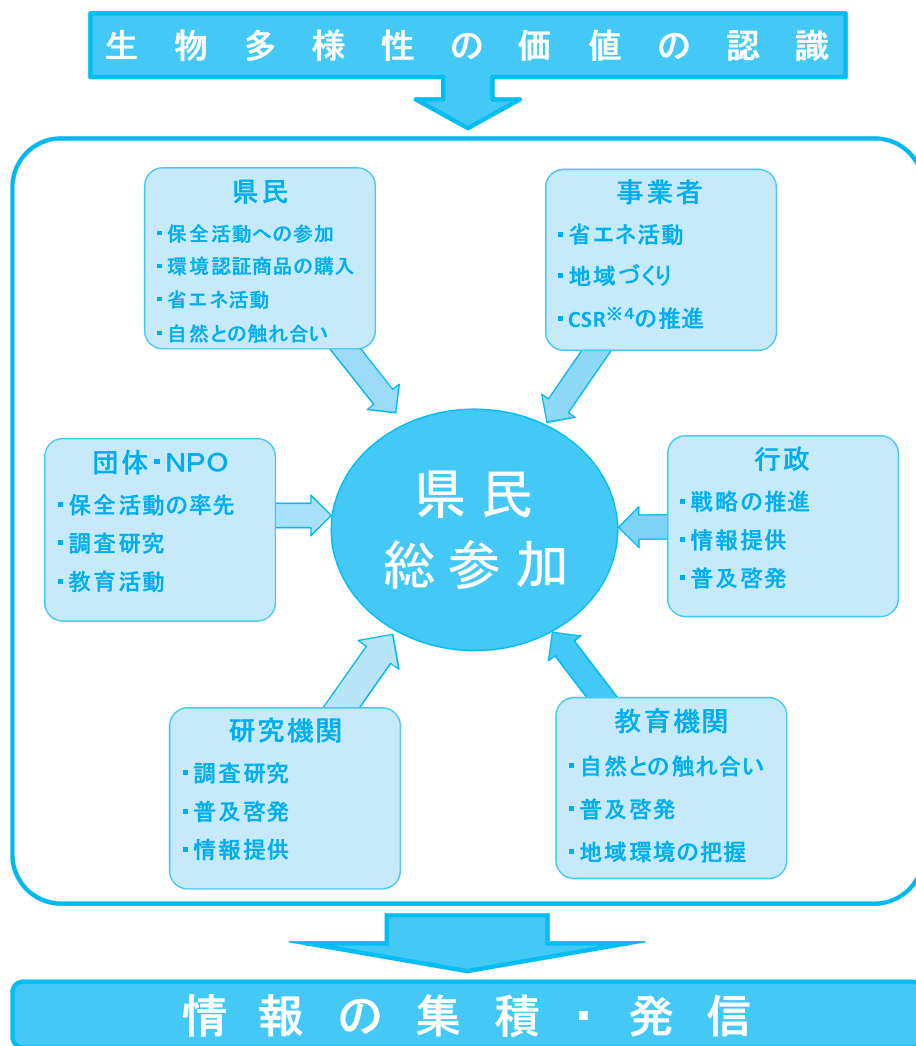 生物多様性の価値の認識
県民
・保全活動への参加
・環境認証商品の購入
・省エネ活動
・自然との触れ合い
事業者
・省エネ活動
・地域づくり
・CSR※4の推進
団体・NPO
・保全活動の率先
・調査研究
・教育活動
県民
総参加
行政
・戦略の推進
・情報提供
・普及啓発
研究機関
・調査研究
・普及啓発
・情報提供
教育機関
・自然との触れ合い
・普及啓発
・地域環境の把握
情報の集積・発信